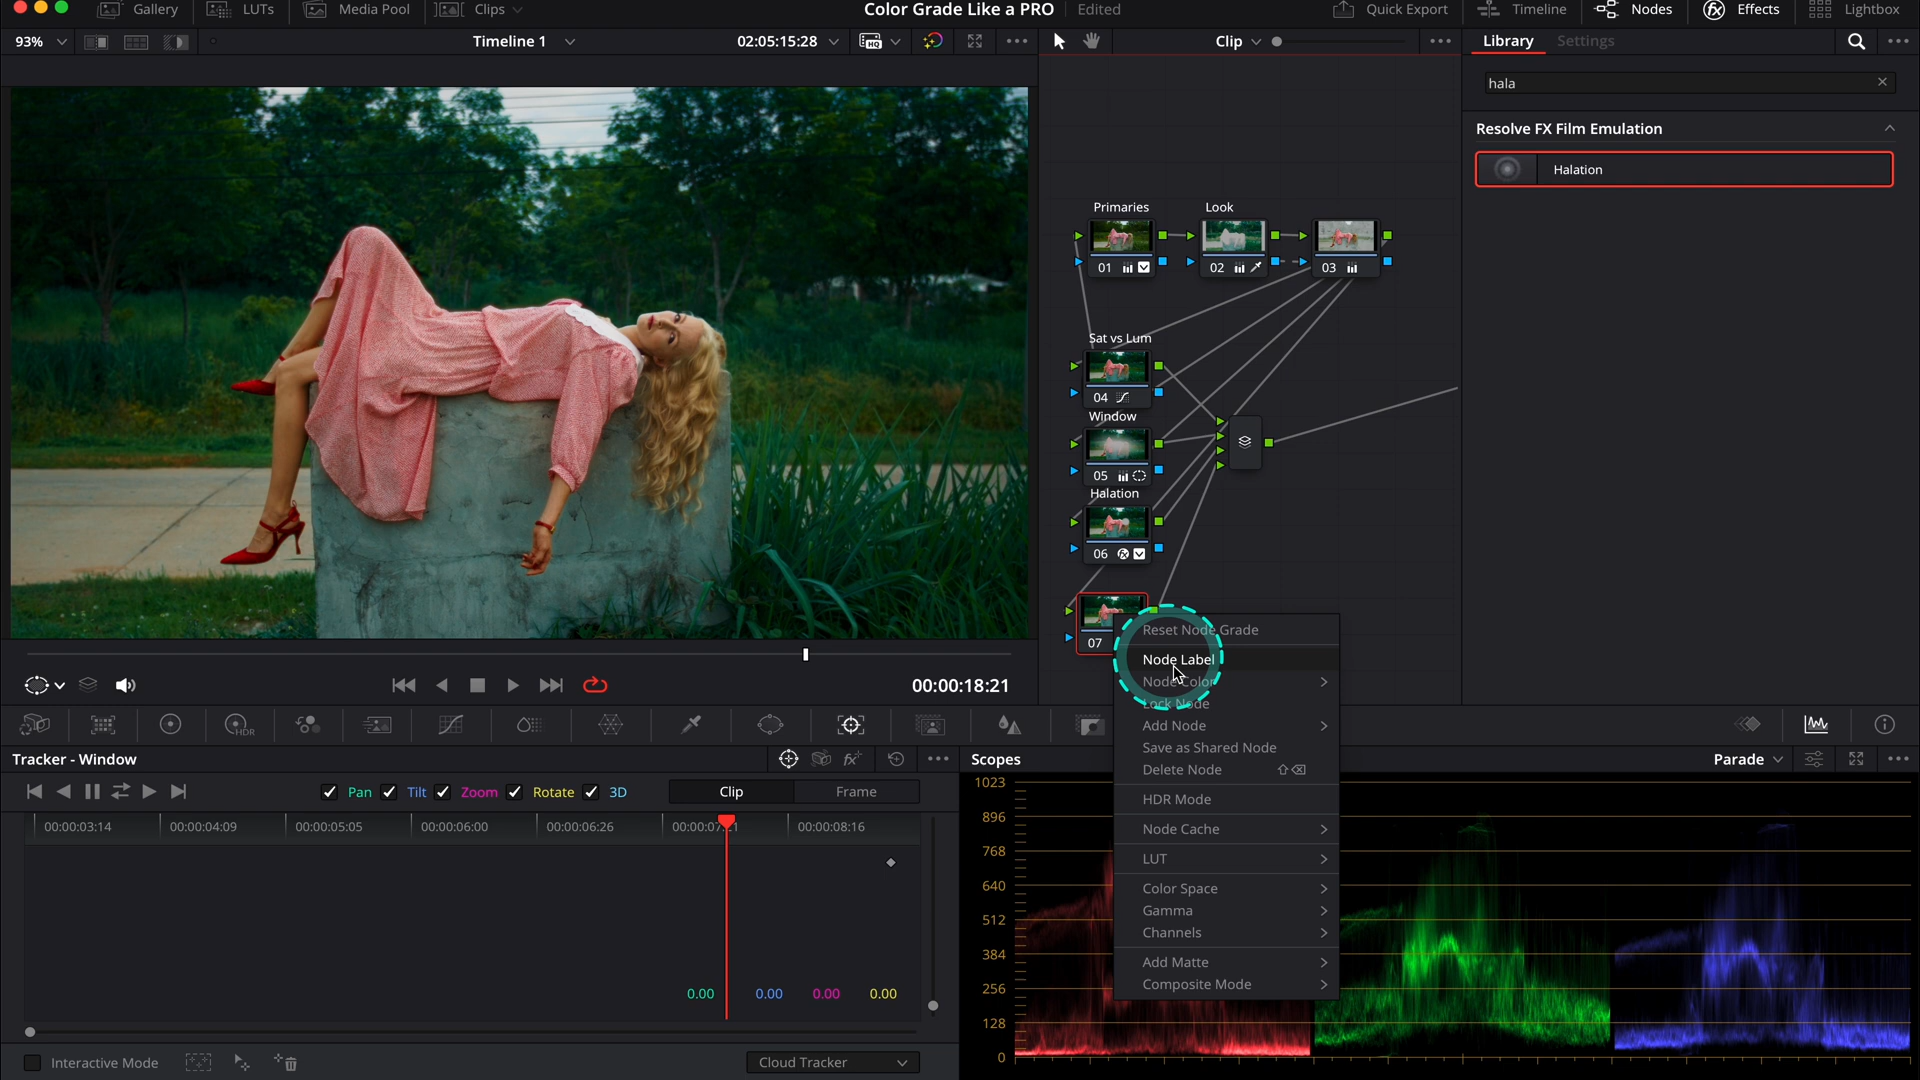 Gallery
LUTs
Media Pool
Clips
Color Grade Like a PRO
Edited
Quick Export
Timeline
Nodes
Effects
Lightbox
93%
Timeline 1
02:05:15:28
HQ
Clip
Library
Settings
hala
Resolve FX Film Emulation
Halation
Primaries
Look
01
02
03
Sat vs Lum
04
Window
05
Halation
06
07
Reset Node Grade
Node Label
Node Color
Lock Node
Add Node
Save as Shared Node
Delete Node
HDR Mode
Node Cache
LUT
Color Space
Gamma
Channels
Add Matte
Composite Mode
00:00:18:21
HDR
Tracker - Window
Pan
Tilt
Zoom
Rotate
3D
Clip
Frame
00:00:03:14
00:00:04:09
00:00:05:05
00:00:06:00
00:00:06:26
00:00:08:16
0.00
0.00
0.00
0.00
Interactive Mode
Cloud Tracker
Scopes
Parade
1023
896
768
640
512
384
256
128
0